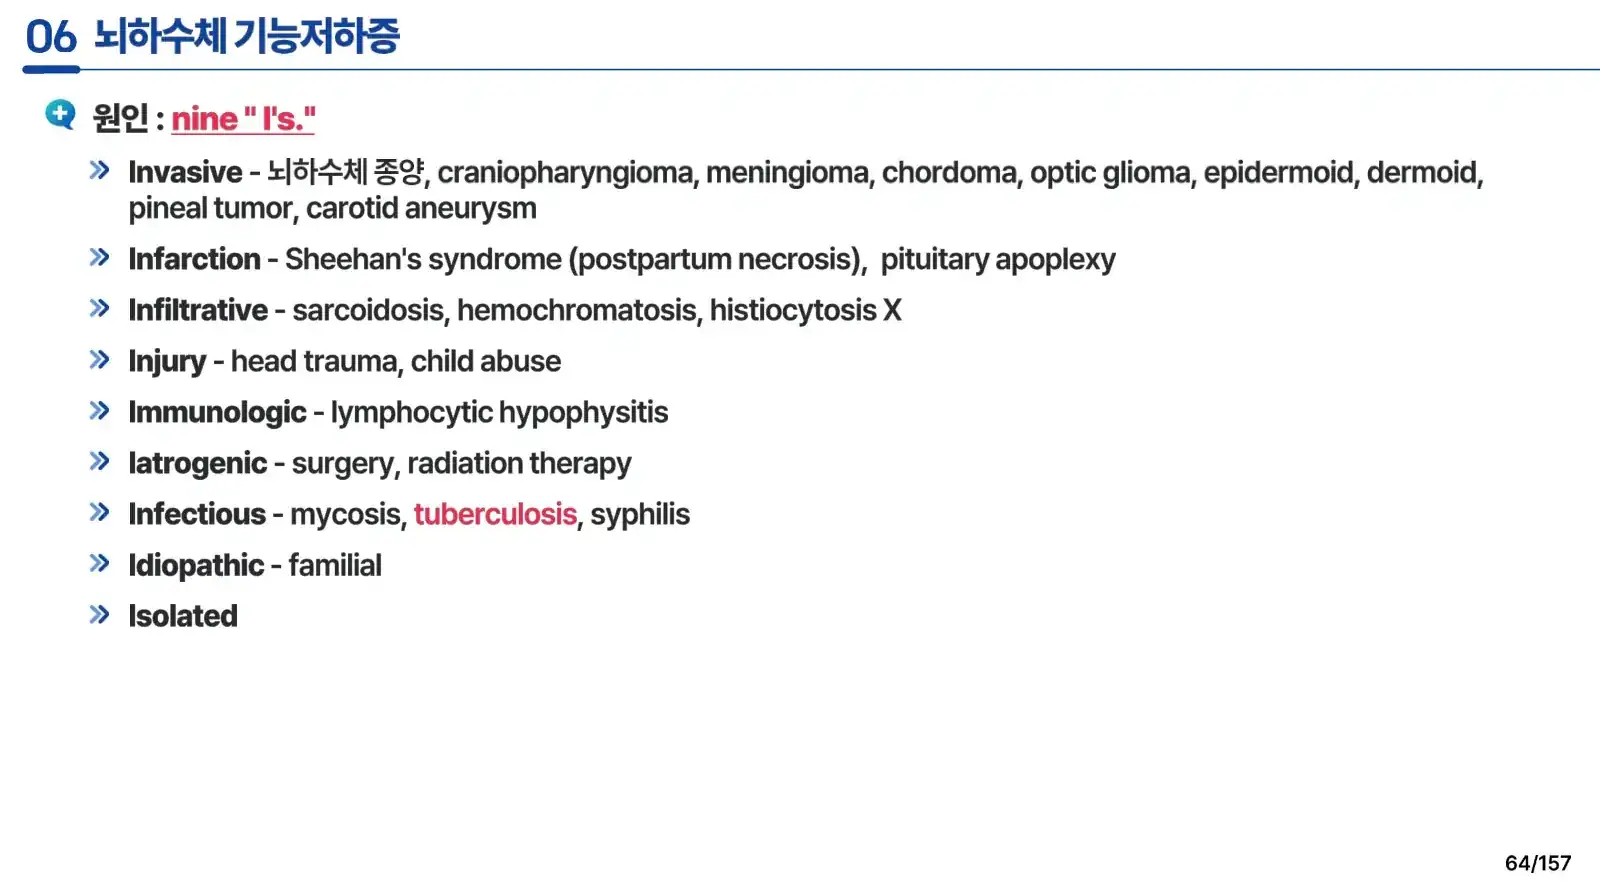 06 뇌하수체 기능저하증
원인 : nine " I's."
Invasive - 뇌하수체 종양, craniopharyngioma, meningioma, chordoma, optic glioma, epidermoid, dermoid,
pineal tumor, carotid aneurysm
Infarction - Sheehan's syndrome (postpartum necrosis), pituitary apoplexy
Infiltrative - sarcoidosis, hemochromatosis, histiocytosis X
Injury - head trauma, child abuse
Immunologic - lymphocytic hypophysitis
Iatrogenic - surgery, radiation therapy
Infectious - mycosis, tuberculosis, syphilis
Idiopathic - familial
Isolated
64/157